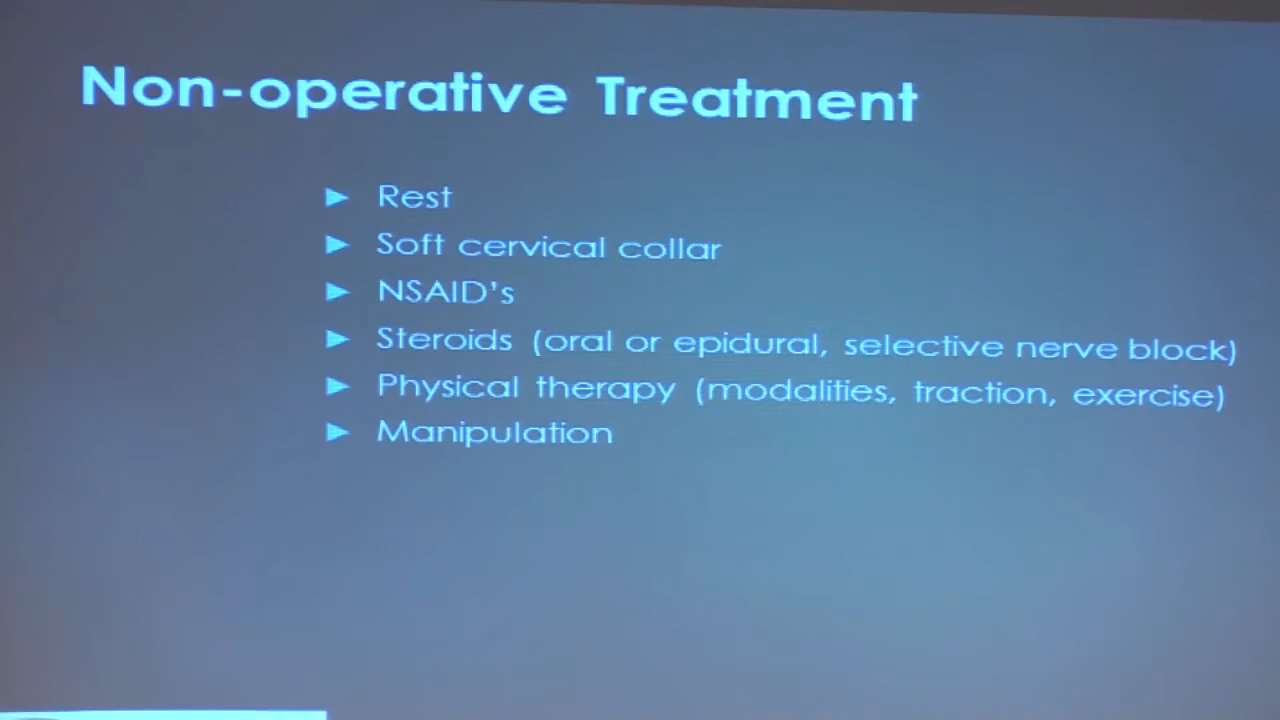 Non-operative Treatment
► Rest
► Soft cervical collar
► NSAID's
► Steroids (oral or epidural, selective nerve block)
► Physical therapy (modalities, traction, exercise)
► Manipulation